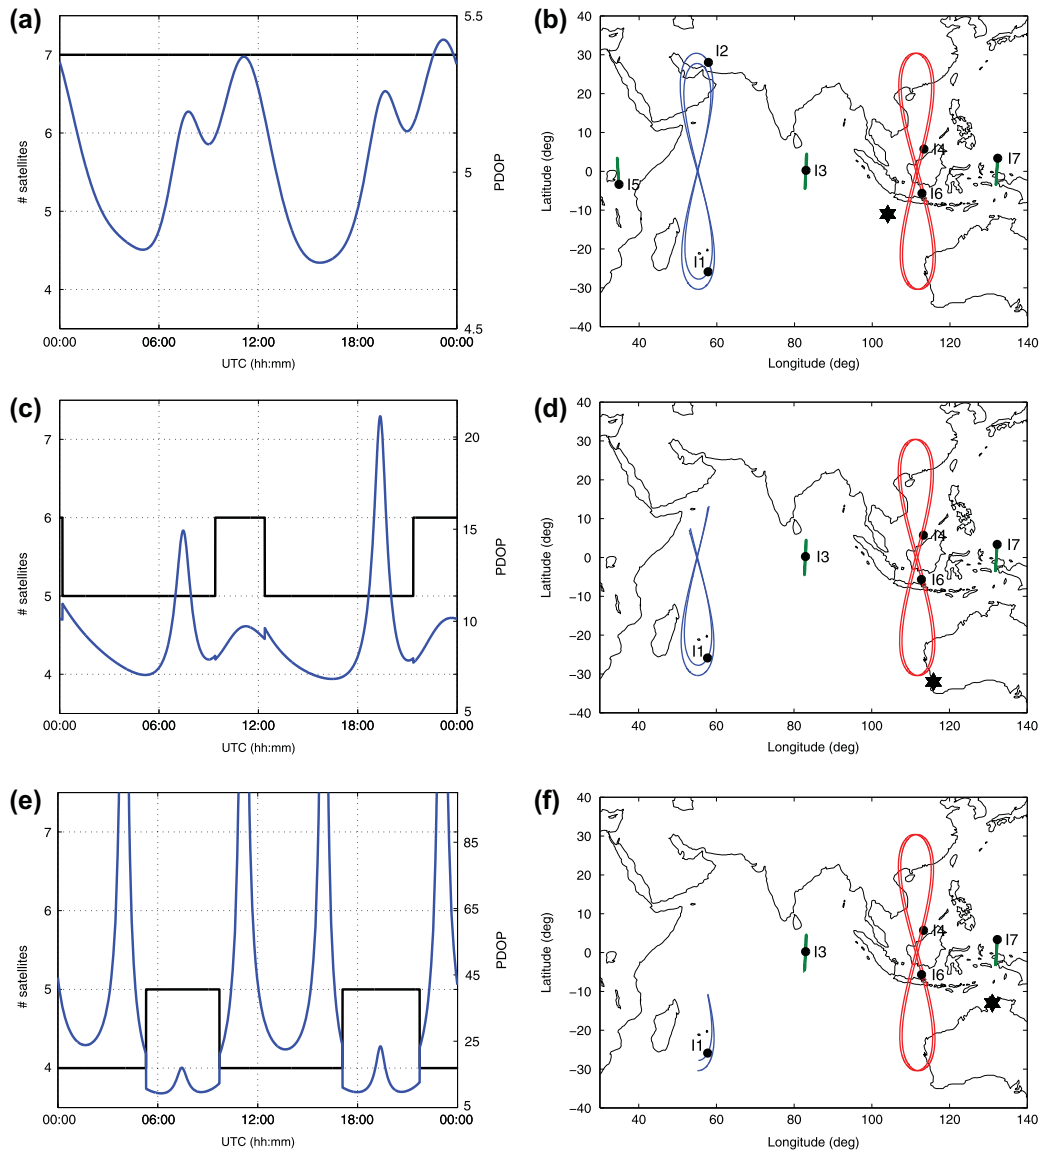 (a)
5.5
7
6
5
4
5
4.5
# satellites
PDOP
00:00 06:00 12:00 18:00 00:00
UTC (hh:mm)
(b)
40
30
20
10
0
−10
−20
−30
−40
Latitude (deg)
I2
I4
I7
I3
I5
I6
I1
40 60 80 100 120 140
Longitude (deg)
(c)
7
6
5
4
20
15
10
5
# satellites
PDOP
00:00 06:00 12:00 18:00 00:00
UTC (hh:mm)
(d)
40
30
20
10
0
−10
−20
−30
−40
Latitude (deg)
I4
I7
I3
I6
I1
40 60 80 100 120 140
Longitude (deg)
(e)
7
6
5
4
85
65
45
25
5
# satellites
PDOP
00:00 06:00 12:00 18:00 00:00
UTC (hh:mm)
(f)
40
30
20
10
0
−10
−20
−30
−40
Latitude (deg)
I4
I7
I3
I6
I1
40 60 80 100 120 140
Longitude (deg)